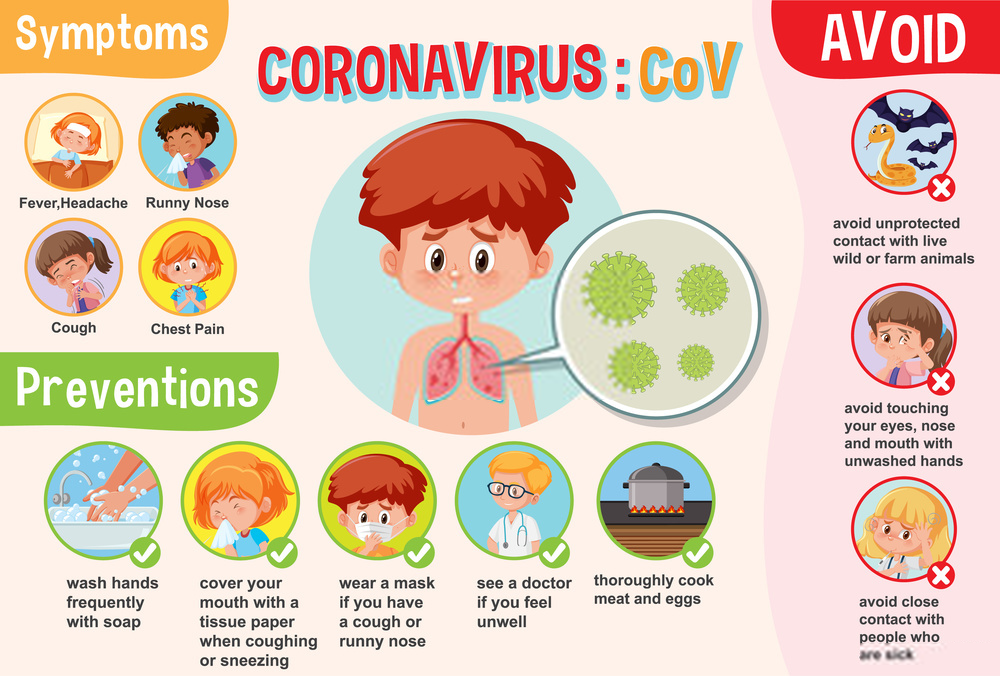 Symptoms
CORONAVIRUS : CoV
AVOID
Fever,Headache
Runny Nose
Cough
Chest Pain
Preventions
wash hands
frequently
with soap
cover your
mouth with a
tissue paper
when coughing
or sneezing
wear a mask
if you have
a cough or
runny nose
see a doctor
if you feel
unwell
thoroughly cook
meat and eggs
avoid unprotected
contact with live
wild or farm animals
avoid touching
your eyes, nose
and mouth with
unwashed hands
avoid close
contact with
people who
are sick